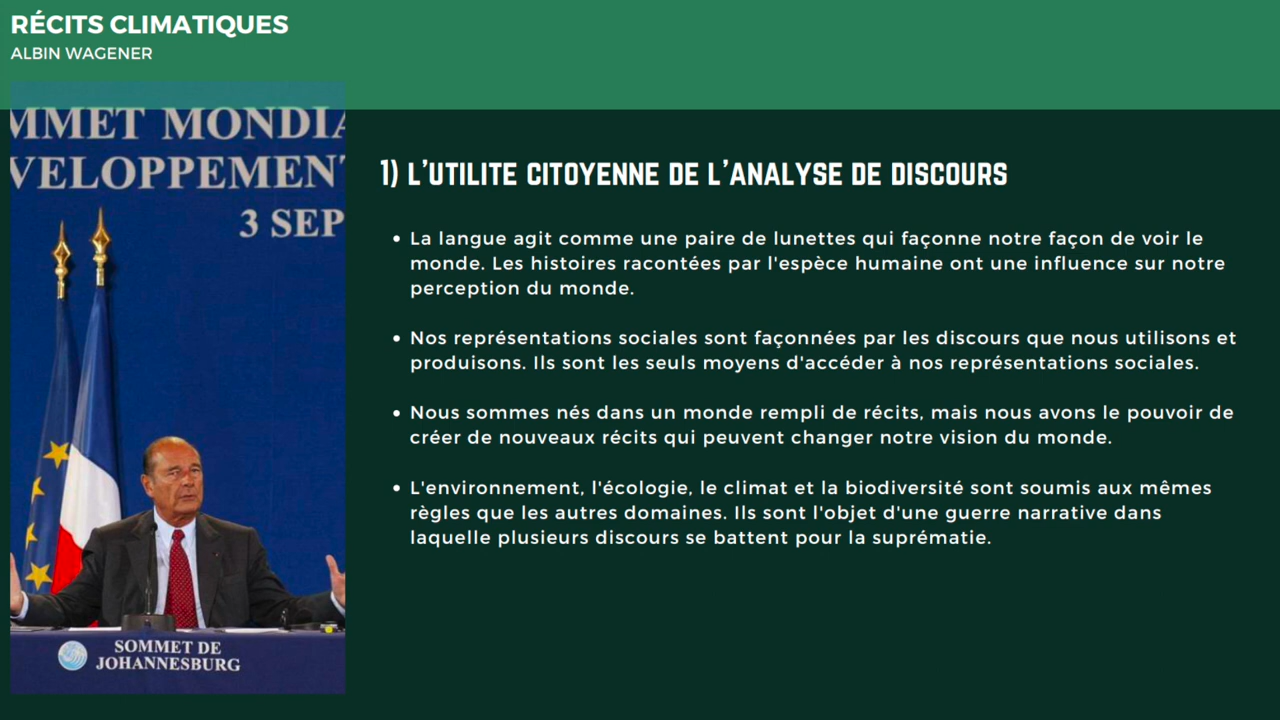 RÉCITS CLIMATIQUES
ALBIN WAGENER
MMET MONDIA
VELOPPEMENT
3 SEP
SOMMET DE
JOHANNESBURG
1) L'UTILITE CITOYENNE DE L'ANALYSE DE DISCOURS
• La langue agit comme une paire de lunettes qui façonne notre façon de voir le
monde. Les histoires racontées par l'espèce humaine ont une influence sur notre
perception du monde.
• Nos représentations sociales sont façonnées par les discours que nous utilisons et
produisons. Ils sont les seuls moyens d'accéder à nos représentations sociales.
• Nous sommes nés dans un monde rempli de récits, mais nous avons le pouvoir de
créer de nouveaux récits qui peuvent changer notre vision du monde.
• L'environnement, l'écologie, le climat et la biodiversité sont soumis aux mêmes
règles que les autres domaines. Ils sont l'objet d'une guerre narrative dans
laquelle plusieurs discours se battent pour la suprématie.